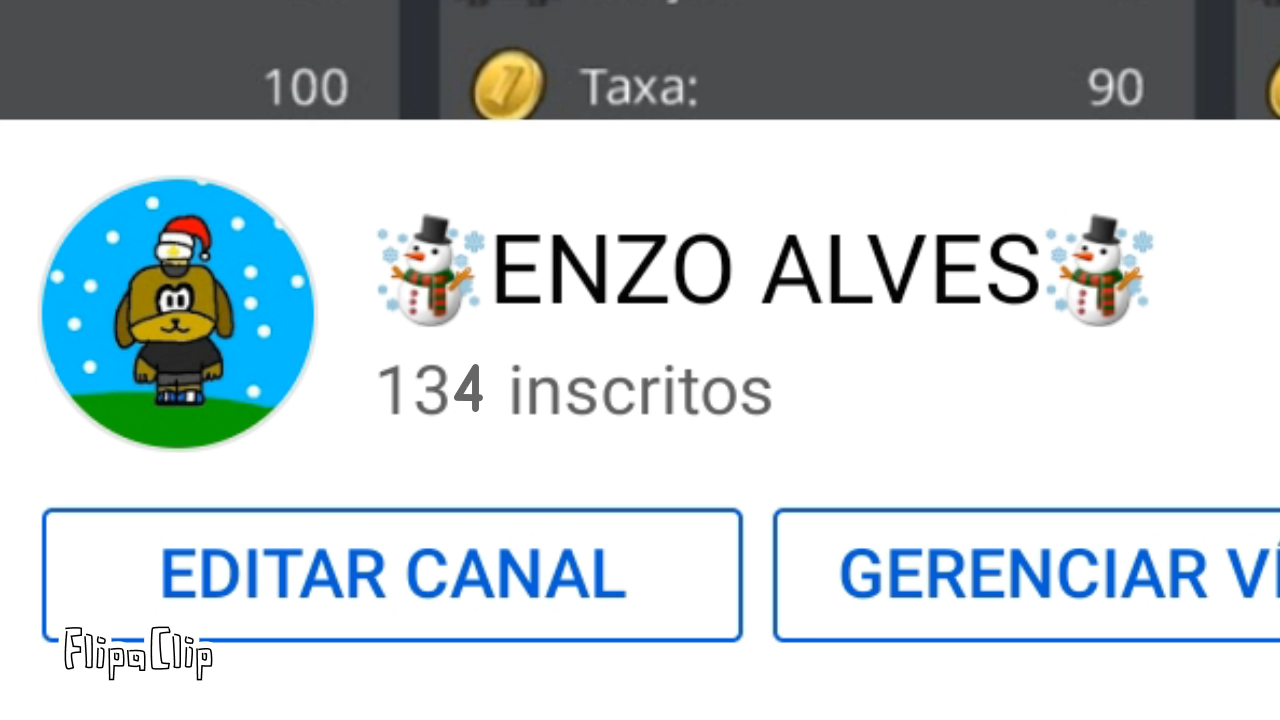 100 Taxa: 90
☃️ENZO ALVES☃️
134 inscritos
EDITAR CANAL GERENCIAR VÍ
FlipaClip